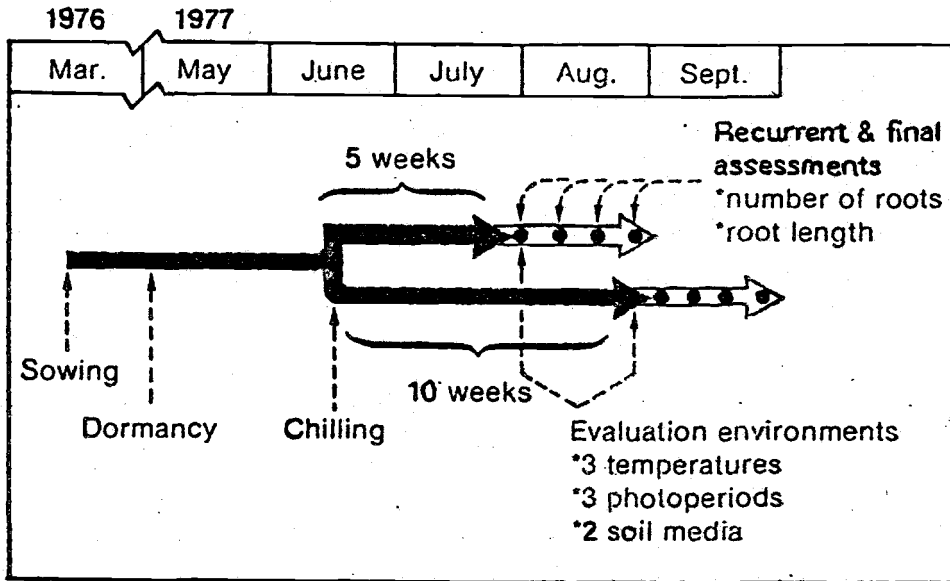 1976 1977
Mar. May June July Aug. Sept.
Recurrent & final
assessments
*number of roots
*root length
5 weeks
Sowing
10 weeks
Dormancy
Chilling
Evaluation environments
*3 temperatures
*3 photoperiods
*2 soil media